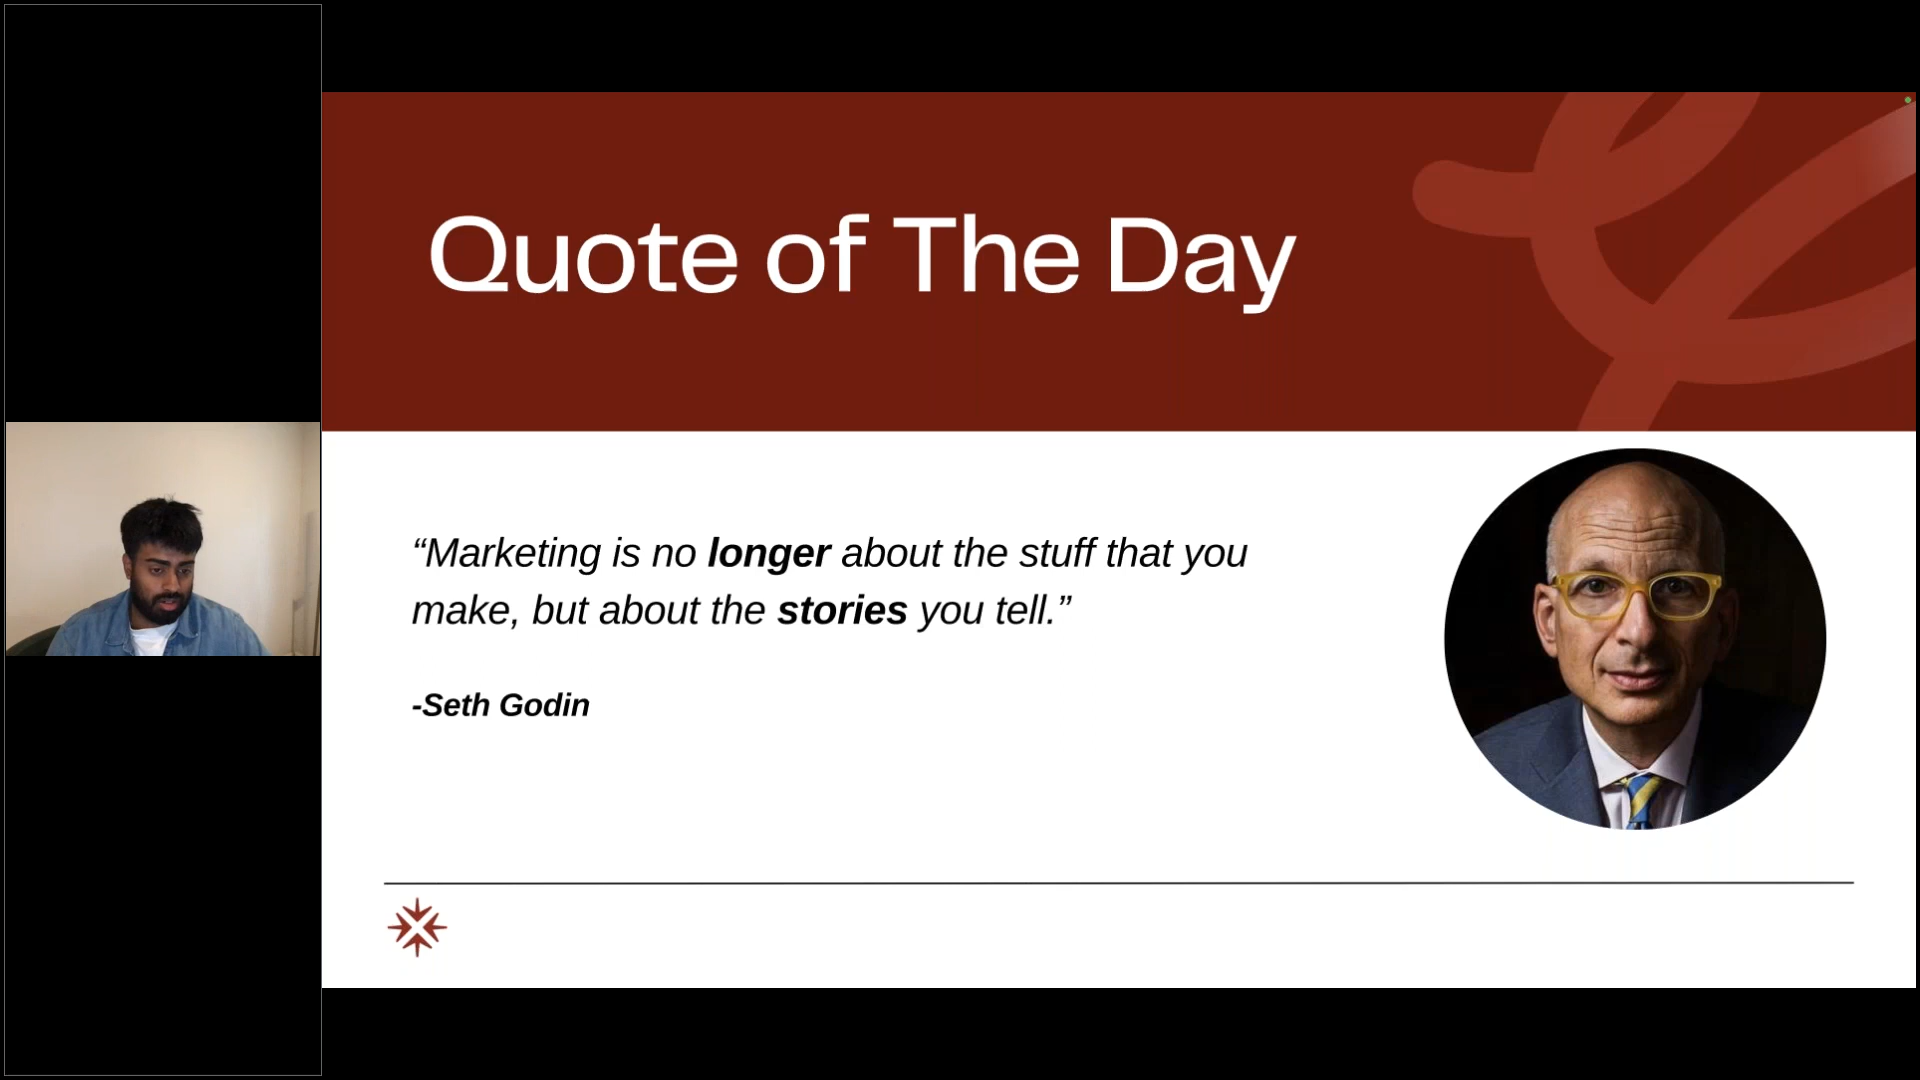 Quote of The Day
“Marketing is no longer about the stuff that you
make, but about the stories you tell.”
-Seth Godin